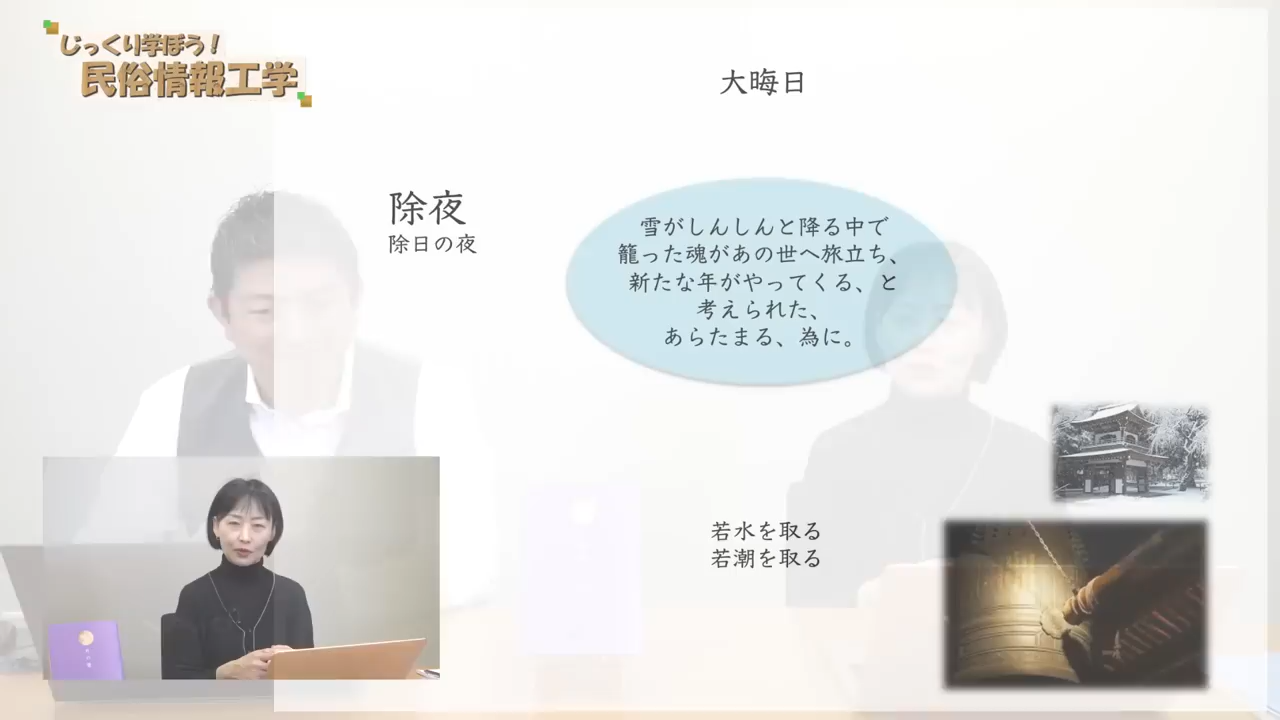 じっくり学ぼう!
民俗情報工学
大晦日
除夜
除日の夜
雪がしんしんと降る中で
籠った魂があの世へ旅立ち、
新たな年がやってくる、と
考えられた、
あらたまる、為に。
若水を取る
若潮を取る